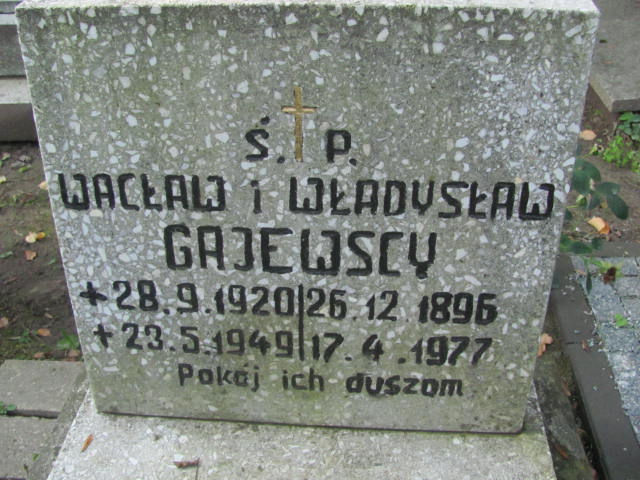 Ś. P.
WACŁAW i WŁADYSŁAW
GAJEWSCY
+ 28.9.1920 | 26.12.1896
+ 23.5.1949 | 17.4.1977
Pokój ich duszom